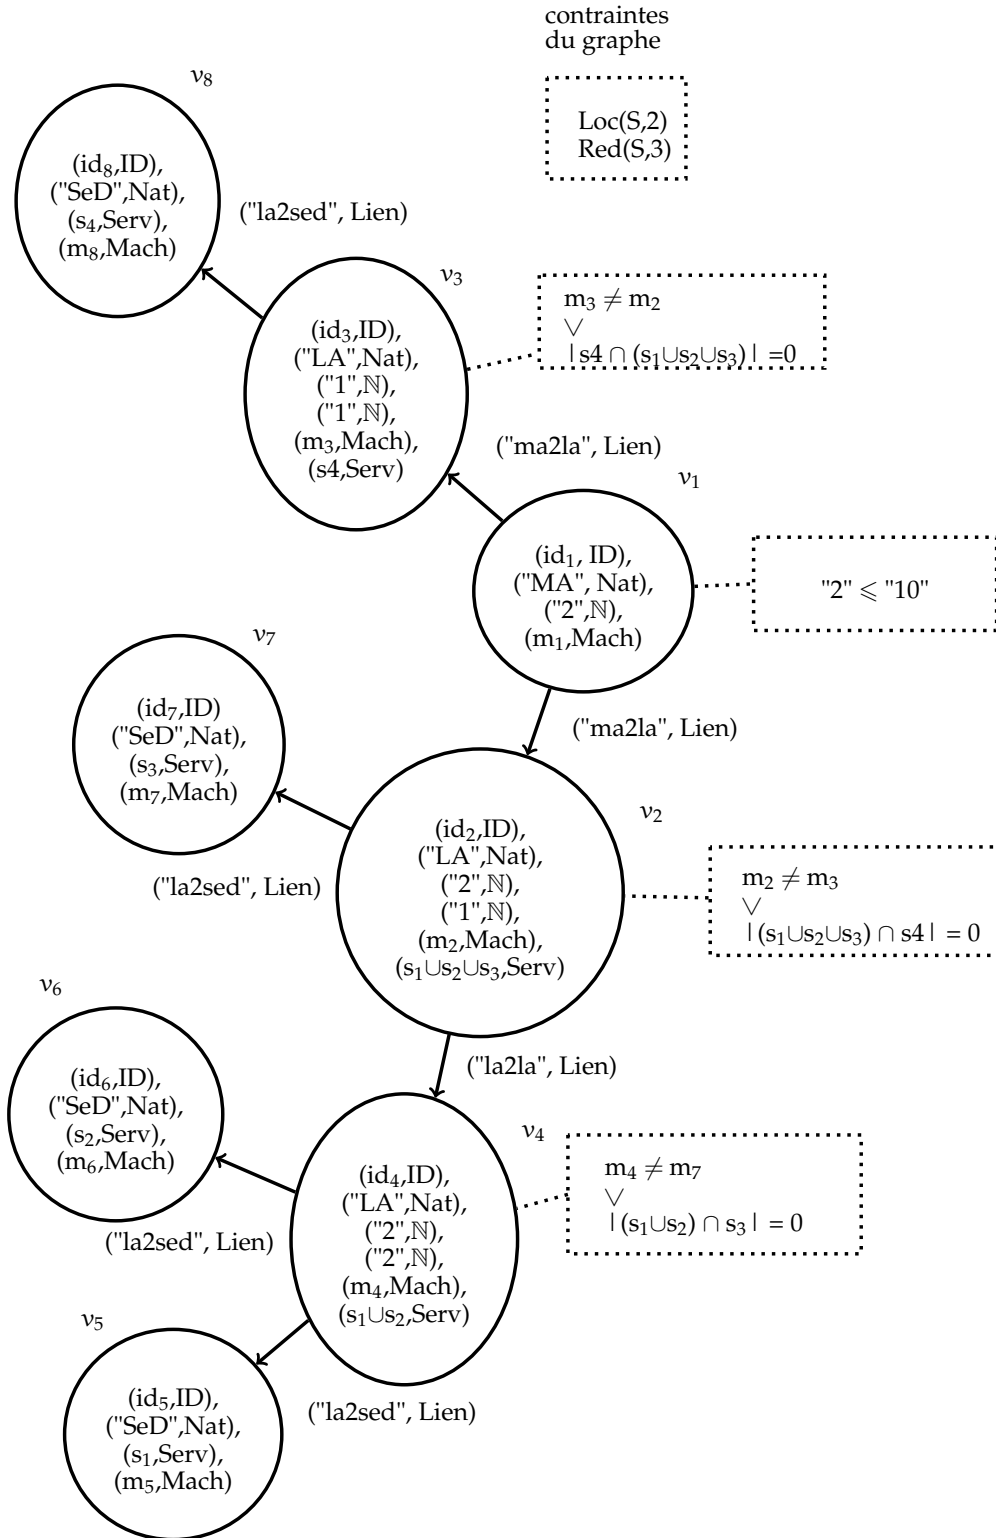 contraintes
du graphe
Loc(S,2)
Red(S,3)
v₈
(id₈,ID),
("SeD",Nat),
(s₄,Serv),
(m₈,Mach)
("la2sed", Lien)
v₃
(id₃,ID),
("LA",Nat),
("1",ℕ),
("1",ℕ),
(m₃,Mach),
(s4,Serv)
m₃ ≠ m₂
∨
|s4 ∩ (s₁∪s₂∪s₃)| =0
("ma2la", Lien)
v₁
(id₁, ID),
("MA", Nat),
("2",ℕ),
(m₁,Mach)
"2" ⩽ "10"
v₇
(id₇,ID)
("SeD",Nat),
(s₃,Serv),
(m₇,Mach)
("ma2la", Lien)
("la2sed", Lien)
v₂
(id₂,ID),
("LA",Nat),
("2",ℕ),
("1",ℕ),
(m₂,Mach),
(s₁∪s₂∪s₃,Serv)
m₂ ≠ m₃
∨
|(s₁∪s₂∪s₃) ∩ s4| = 0
v₆
(id₆,ID),
("SeD",Nat),
(s₂,Serv),
(m₆,Mach)
("la2la", Lien)
("la2sed", Lien)
v₄
(id₄,ID),
("LA",Nat),
("2",ℕ),
("2",ℕ),
(m₄,Mach),
(s₁∪s₂,Serv)
m₄ ≠ m₇
∨
|(s₁∪s₂) ∩ s₃| = 0
v₅
(id₅,ID),
("SeD",Nat),
(s₁,Serv),
(m₅,Mach)
("la2sed", Lien)